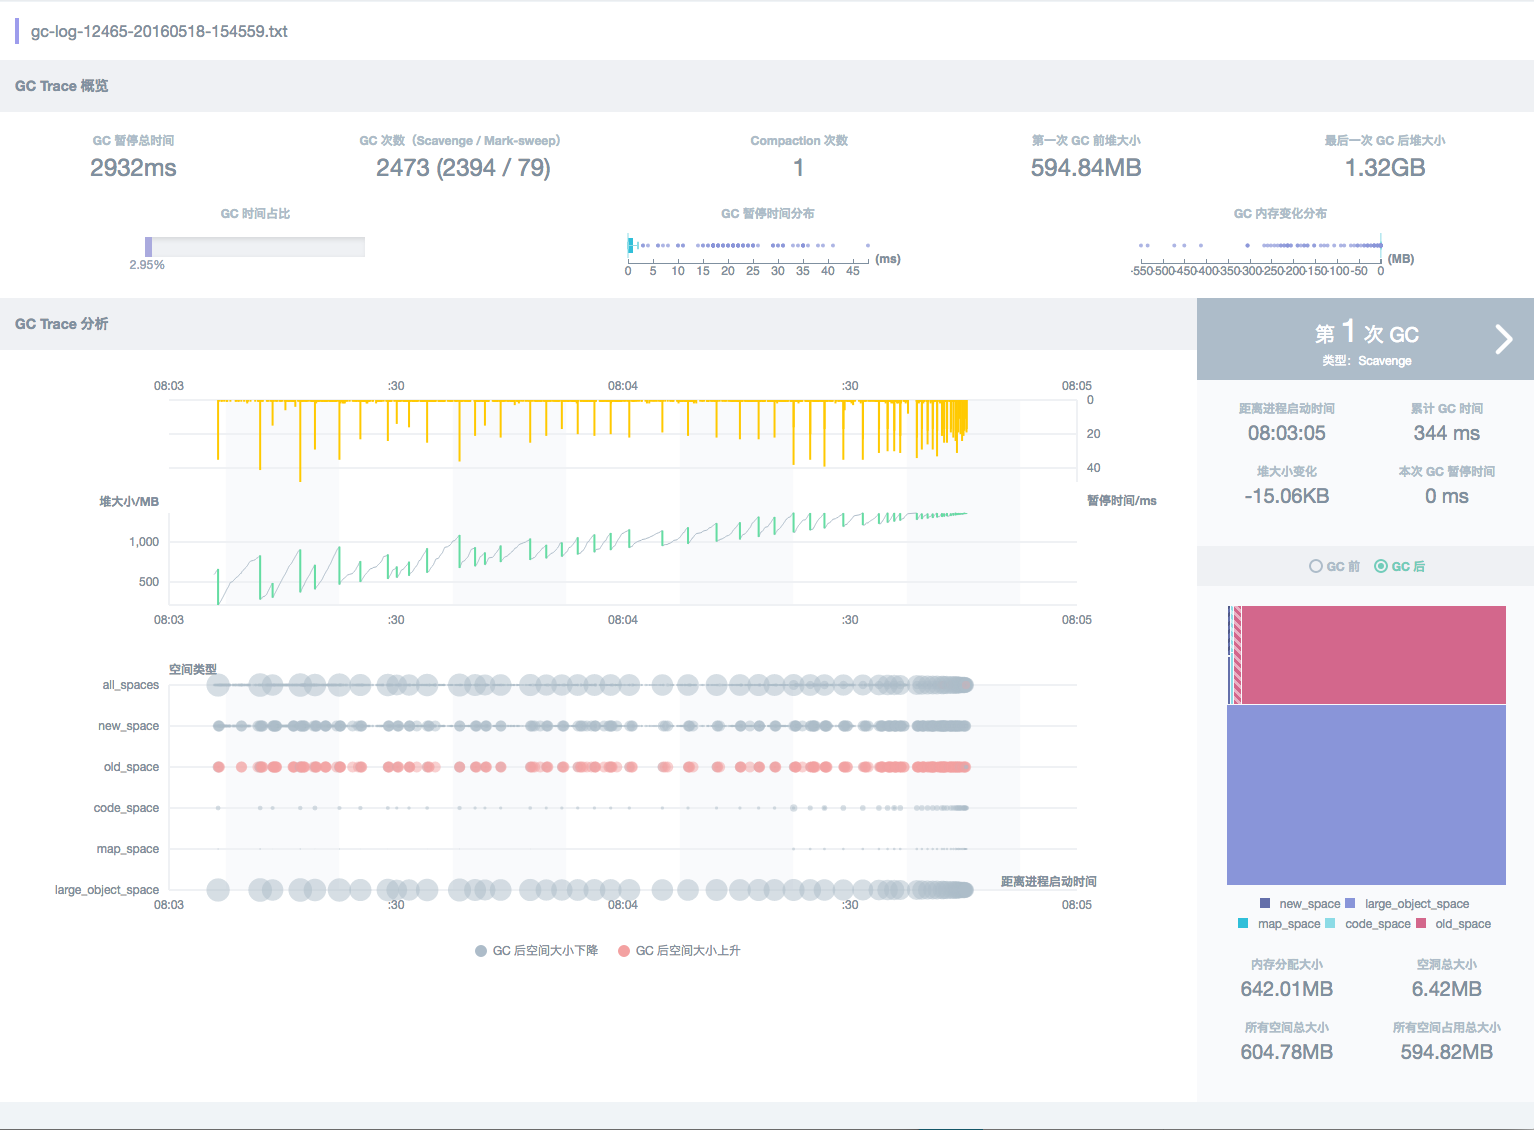 gc-log-12465-20160518-154559.txt
GC Trace 概览
GC 暂停总时间
GC 次数（Scavenge / Mark-sweep）
Compaction 次数
第一次 GC 前堆大小
最后一次 GC 后堆大小
2932ms
2473 (2394 / 79)
1
594.84MB
1.32GB
GC 时间占比
GC 暂停时间分布
GC 内存变化分布
2.95%
0 5 10 15 20 25 30 35 40 45 (ms)
-550 -500 -450 -400 -350 -300 -250 -200 -150 -100 -50 0 (MB)
GC Trace 分析
08:03 :30 08:04 :30 08:05
0
20
40
堆大小/MB
暂停时间/ms
1,000
500
08:03 :30 08:04 :30 08:05
空间类型
all_spaces
new_space
old_space
code_space
map_space
large_object_space
距离进程启动时间
08:03 :30 08:04 :30 08:05
GC 后空间大小下降
GC 后空间大小上升
第 1 次 GC
类型：Scavenge
距离进程启动时间
累计 GC 时间
08:03:05
344 ms
堆大小变化
本次 GC 暂停时间
-15.06KB
0 ms
GC 前
GC 后
new_space
large_object_space
map_space
code_space
old_space
内存分配大小
空洞总大小
642.01MB
6.42MB
所有空间总大小
所有空间占用总大小
604.78MB
594.82MB